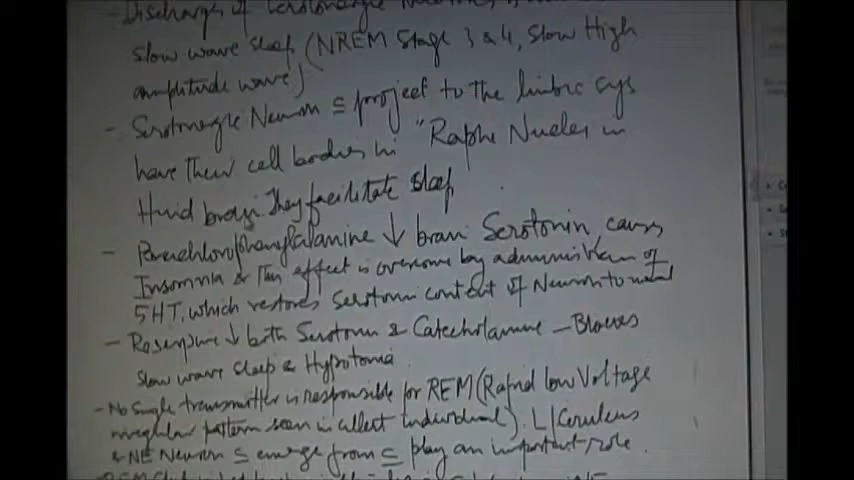 - Discharge of Serotonergic Neurons,
slow wave sleep (NREM Stage 3 & 4, Slow High
amplitude wave)
- Serotonergic Neuron ⊆ project to the limbic sys
have their cell bodies in "Raphe Nuclei in
Hind brain. They facilitate sleep
- Parachlorophenylalanine ↓ brain Serotonin, causes
Insomnia & This effect is overcome by administration of
5HT, which restores serotonin content of Neuron to
- Reserpine ↓ both Serotonin & Catecholamine - Blocks
slow wave sleep & Hypotonia
- No single transmitter is responsible for REM (Rapid low Voltage
irregular pattern seen in alert individual). L/Ceruleus
& NE Neuron ⊆ emerge from ⊆ play an important role.